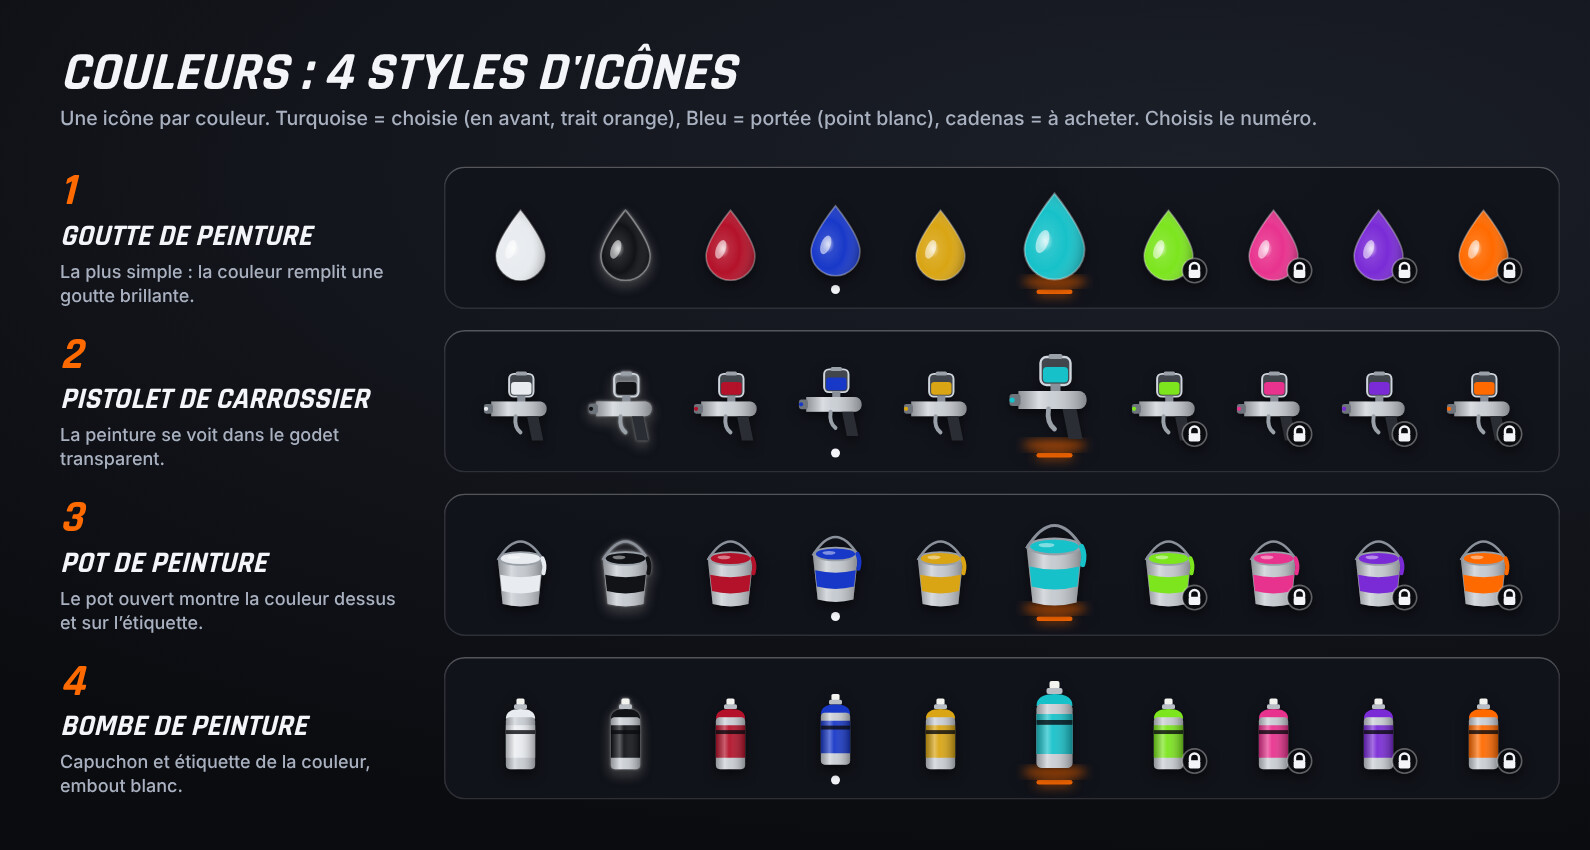 COULEURS : 4 STYLES D'ICÔNES
Une icône par couleur. Turquoise = choisie (en avant, trait orange), Bleu = portée (point blanc), cadenas = à acheter. Choisis le numéro.
1
GOUTTE DE PEINTURE
La plus simple : la couleur remplit une
goutte brillante.
2
PISTOLET DE CARROSSIER
La peinture se voit dans le godet
transparent.
3
POT DE PEINTURE
Le pot ouvert montre la couleur dessus
et sur l’étiquette.
4
BOMBE DE PEINTURE
Capuchon et étiquette de la couleur,
embout blanc.